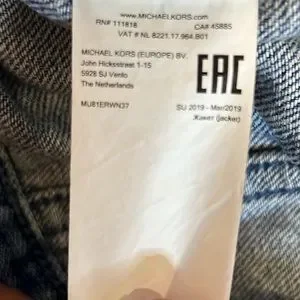 www.MICHAELKORS.com
RN# 111818 CA# 45885
VAT # NL 8221.17.964.B01
MICHAEL KORS (EUROPE) BV.
John Hicksstraat 1-15
5928 SJ Venlo
The Netherlands
EAC
MU81ERWN37
SU 2019 - Mar/2019
Жакет (jacket)